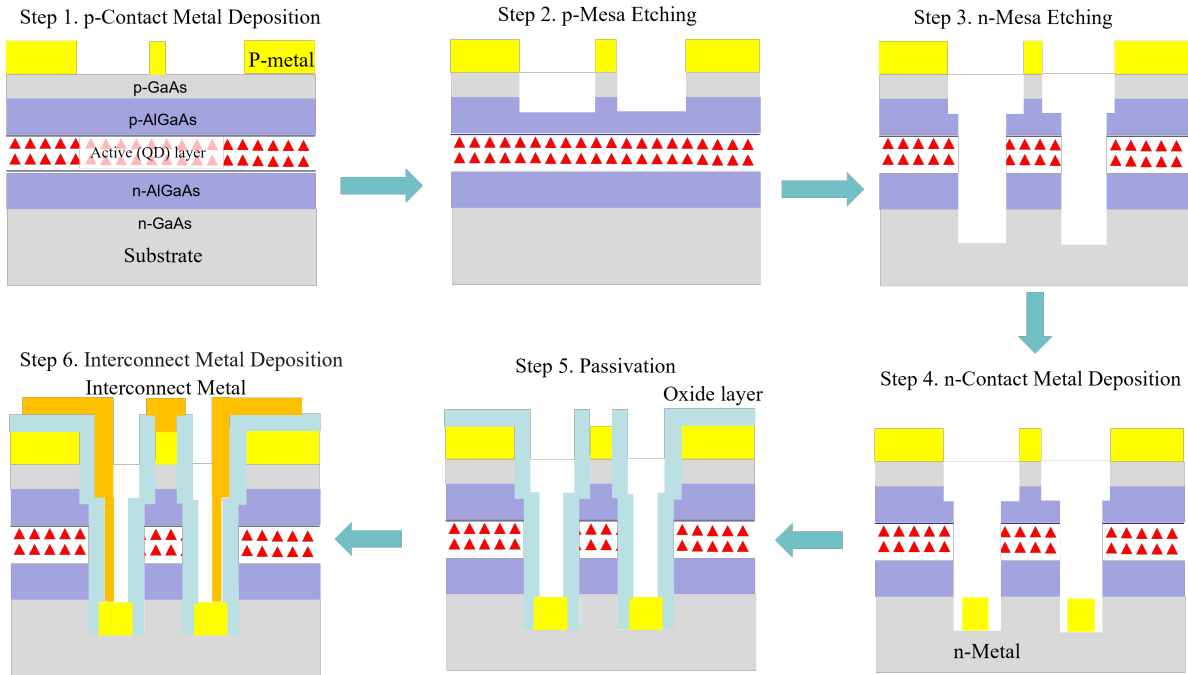 Step 1. p-Contact Metal Deposition
P-metal
p-GaAs
p-AlGaAs
Active (QD) layer
n-AlGaAs
n-GaAs
Substrate
Step 2. p-Mesa Etching
Step 3. n-Mesa Etching
Step 4. n-Contact Metal Deposition
n-Metal
Step 5. Passivation
Oxide layer
Step 6. Interconnect Metal Deposition
Interconnect Metal